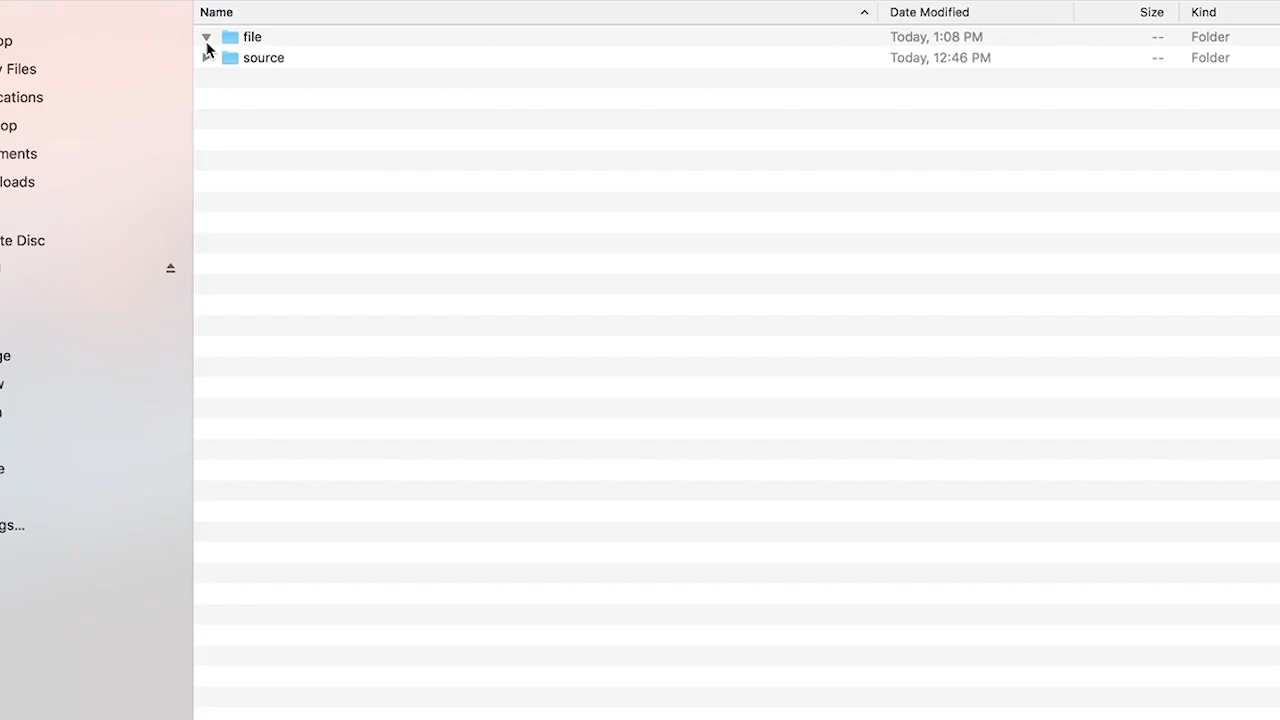 Name Date Modified Size Kind
file Today, 1:08 PM -- Folder
source Today, 12:46 PM -- Folder
op
Files
cations
op
ments
loads
te Disc
ge
w
e
gs...